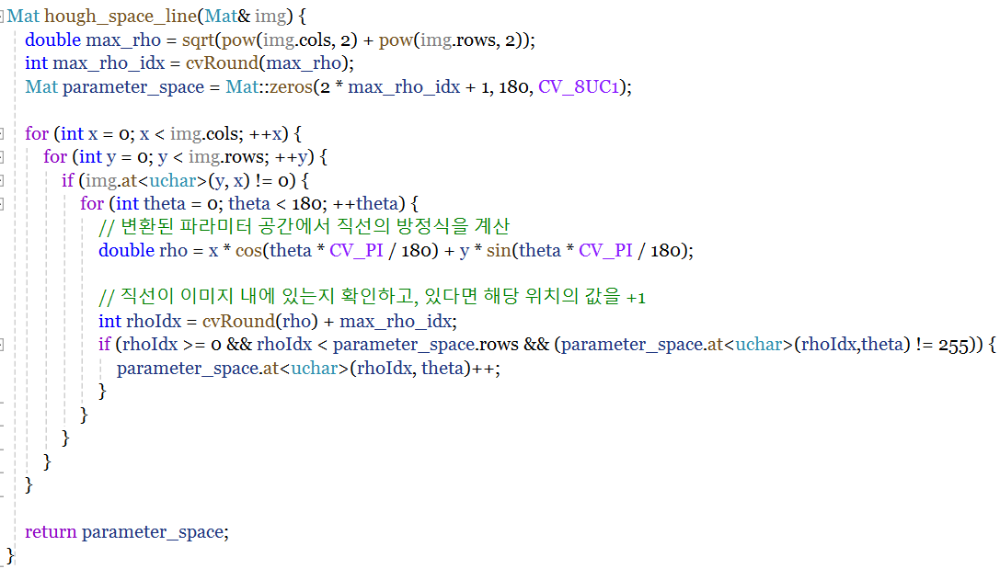 Mat hough_space_line(Mat& img) {
double max_rho = sqrt(pow(img.cols, 2) + pow(img.rows, 2));
int max_rho_idx = cvRound(max_rho);
Mat parameter_space = Mat::zeros(2 * max_rho_idx + 1, 180, CV_8UC1);
for (int x = 0; x < img.cols; ++x) {
for (int y = 0; y < img.rows; ++y) {
if (img.at<uchar>(y, x) != 0) {
for (int theta = 0; theta < 180; ++theta) {
// 변환된 파라미터 공간에서 직선의 방정식을 계산
double rho = x * cos(theta * CV_PI / 180) + y * sin(theta * CV_PI / 180);
// 직선이 이미지 내에 있는지 확인하고, 있다면 해당 위치의 값을 +1
int rhoIdx = cvRound(rho) + max_rho_idx;
if (rhoIdx >= 0 && rhoIdx < parameter_space.rows && (parameter_space.at<uchar>(rhoIdx,theta) != 255)) {
parameter_space.at<uchar>(rhoIdx, theta)++;
}
}
}
}
}
return parameter_space;
}